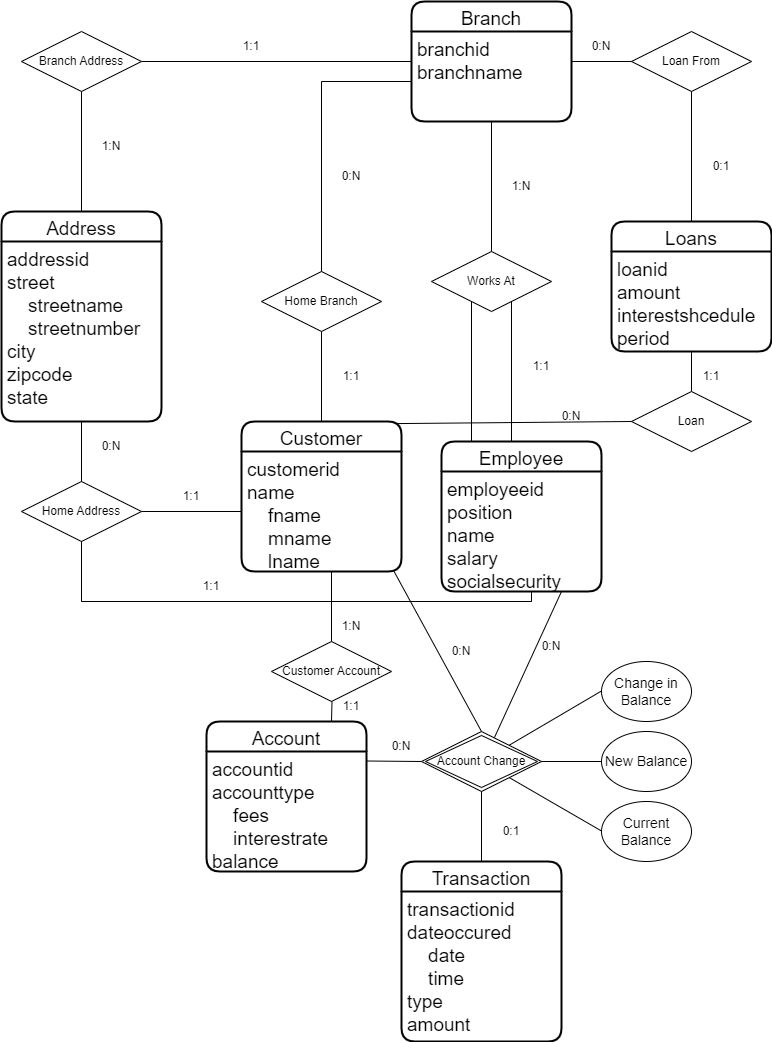 Branch
branchid
branchname
Branch Address
1:1
0:N
Loan From
1:N
0:N
1:N
0:1
Address
addressid
street
streetname
streetnumber
city
zipcode
state
Loans
loanid
amount
interestshcedule
period
Home Branch
Works At
1:1
1:1
1:1
0:N
Loan
0:N
Customer
customerid
name
fname
mname
lname
Employee
employeeid
position
name
salary
socialsecurity
Home Address
1:1
1:1
1:N
0:N
0:N
Customer Account
1:1
Change in
Balance
Account
accountid
accounttype
fees
interestrate
balance
0:N
Account Change
New Balance
Current
Balance
0:1
Transaction
transactionid
dateoccured
date
time
type
amount